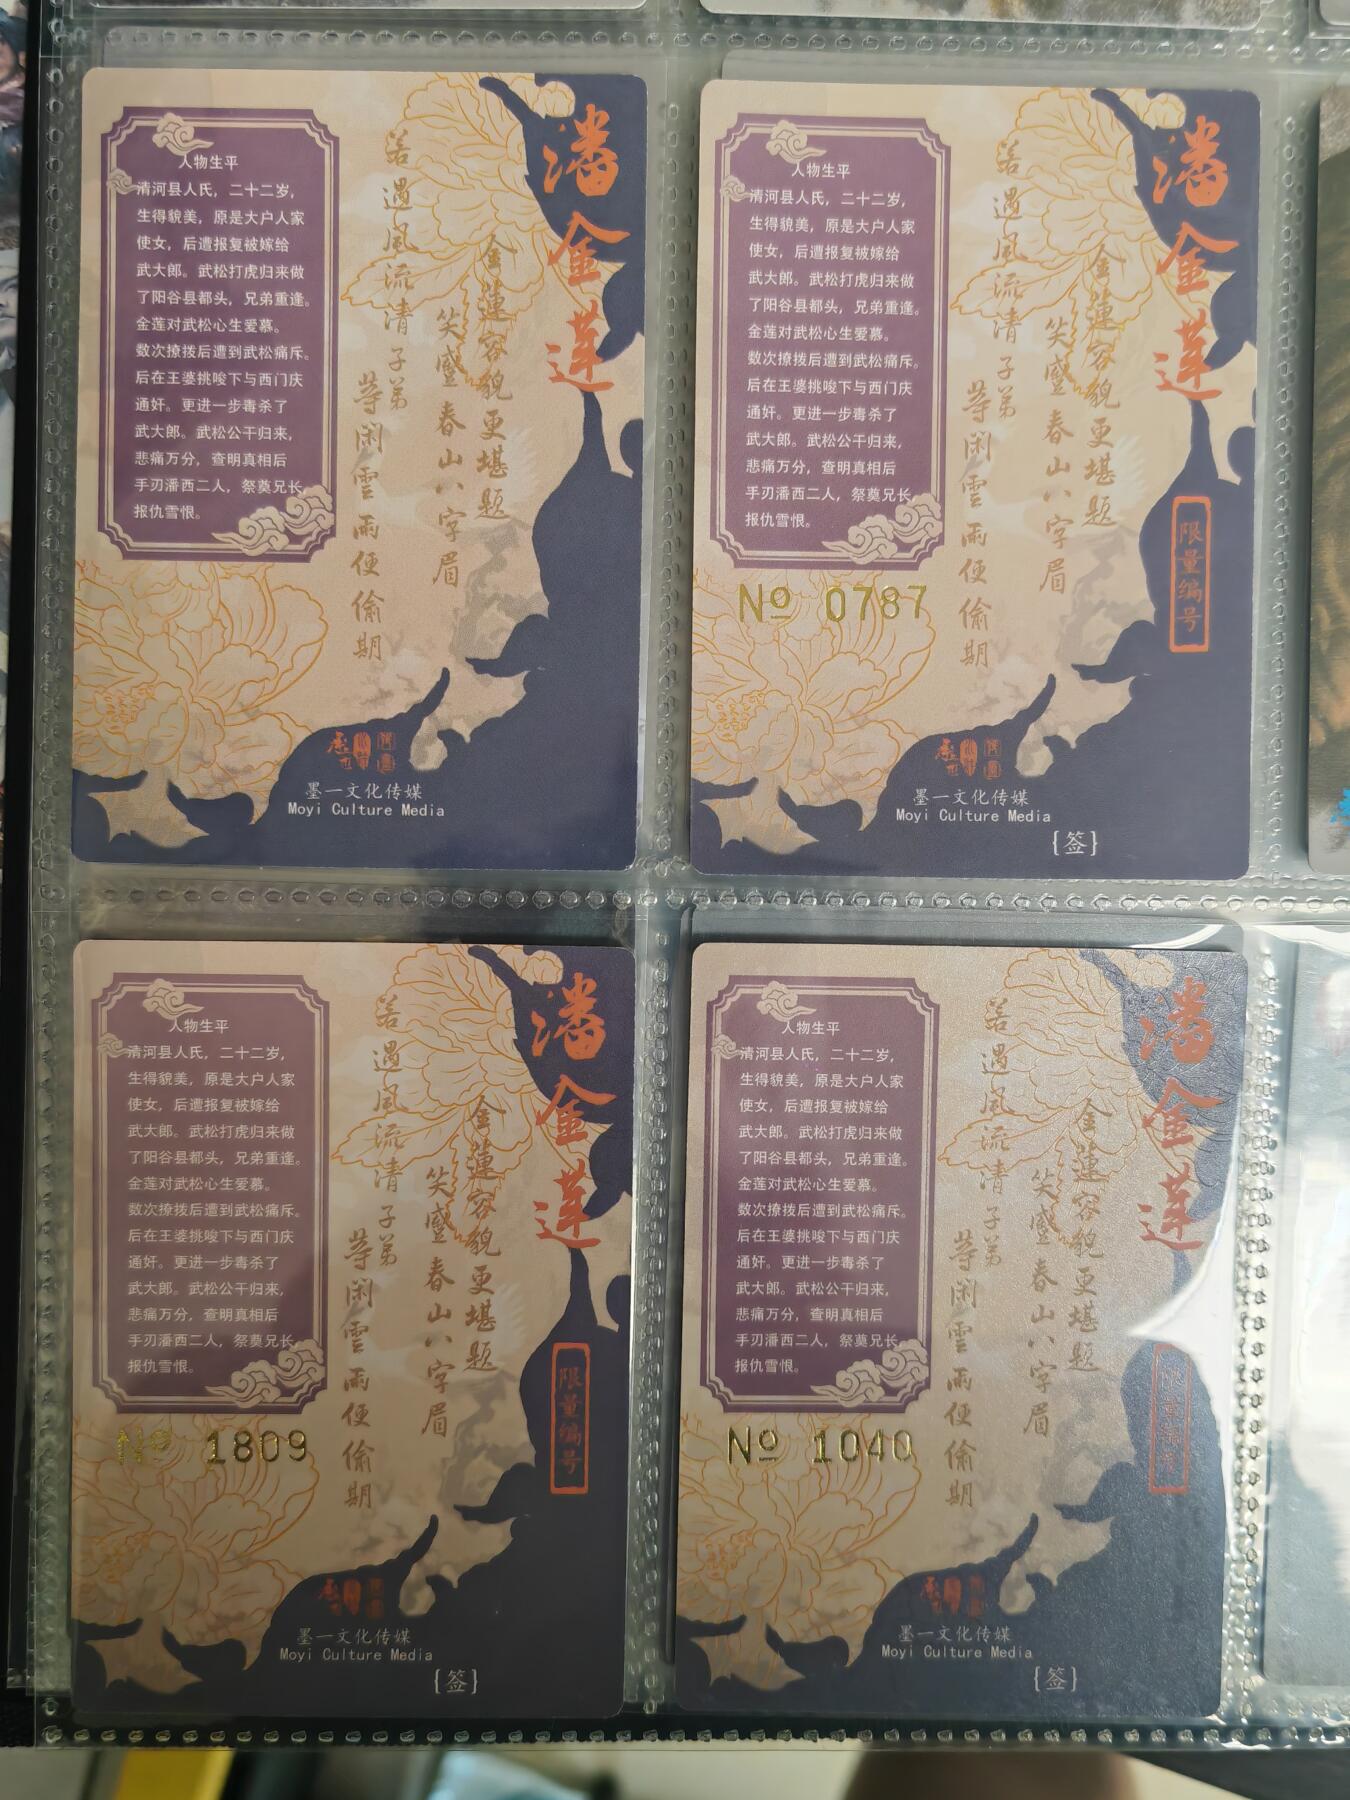 潘金莲
金蓮容貌更堪题
笑蹙春山八字眉
若遇风流清子弟
等闲雲雨便偷期
人物生平
清河县人氏，二十二岁，
生得貌美，原是大户人家
使女，后遭报复被嫁给
武大郎。武松打虎归来做
了阳谷县都头，兄弟重逢。
金莲对武松心生爱慕。
数次撩拨后遭到武松痛斥。
后在王婆挑唆下与西门庆
通奸。更进一步毒杀了
武大郎。武松公干归来，
悲痛万分，查明真相后
手刃潘西二人，祭奠兄长，
报仇雪恨。
墨一文化传媒
Moyi Culture Media
潘金莲
金蓮容貌更堪题
笑蹙春山八字眉
若遇风流清子弟
等闲雲雨便偷期
人物生平
清河县人氏，二十二岁，
生得貌美，原是大户人家
使女，后遭报复被嫁给
武大郎。武松打虎归来做
了阳谷县都头，兄弟重逢。
金莲对武松心生爱慕。
数次撩拨后遭到武松痛斥。
后在王婆挑唆下与西门庆
通奸。更进一步毒杀了
武大郎。武松公干归来，
悲痛万分，查明真相后
手刃潘西二人，祭奠兄长，
报仇雪恨。
限量编号
Nº 0787
墨一文化传媒
Moyi Culture Media
{签}
潘金莲
金蓮容貌更堪题
笑蹙春山八字眉
若遇风流清子弟
等闲雲雨便偷期
人物生平
清河县人氏，二十二岁，
生得貌美，原是大户人家
使女，后遭报复被嫁给
武大郎。武松打虎归来做
了阳谷县都头，兄弟重逢。
金莲对武松心生爱慕。
数次撩拨后遭到武松痛斥。
后在王婆挑唆下与西门庆
通奸。更进一步毒杀了
武大郎。武松公干归来，
悲痛万分，查明真相后
手刃潘西二人，祭奠兄长，
报仇雪恨。
限量编号
Nº 1809
墨一文化传媒
Moyi Culture Media
{签}
潘金莲
金蓮容貌更堪题
笑蹙春山八字眉
若遇风流清子弟
等闲雲雨便偷期
人物生平
清河县人氏，二十二岁，
生得貌美，原是大户人家
使女，后遭报复被嫁给
武大郎。武松打虎归来做
了阳谷县都头，兄弟重逢。
金莲对武松心生爱慕。
数次撩拨后遭到武松痛斥。
后在王婆挑唆下与西门庆
通奸。更进一步毒杀了
武大郎。武松公干归来，
悲痛万分，查明真相后
手刃潘西二人，祭奠兄长，
报仇雪恨。
限量编号
Nº 1040
墨一文化传媒
Moyi Culture Media
{签}